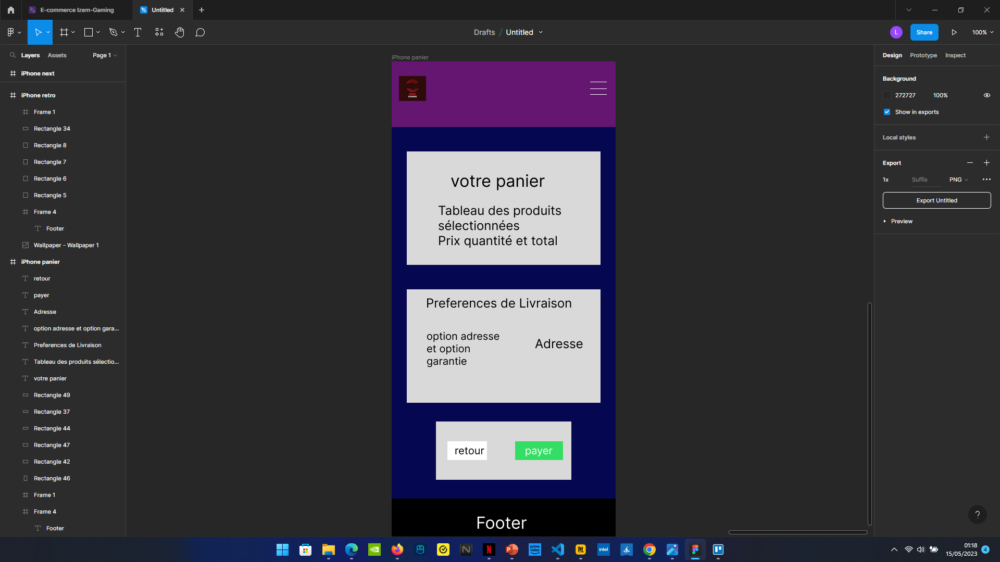 E-commerce Izem-Gaming
Untitled
Drafts / Untitled
L
Share
100%
Layers
Assets
Page 1
iPhone next
iPhone retro
Frame 1
Rectangle 34
Rectangle 8
Rectangle 7
Rectangle 6
Rectangle 5
Frame 4
Footer
Wallpaper - Wallpaper 1
iPhone panier
retour
payer
Adresse
option adresse et option gara...
Preferences de Livraison
Tableau des produits sélectio...
votre panier
Rectangle 49
Rectangle 37
Rectangle 44
Rectangle 47
Rectangle 42
Rectangle 46
Frame 1
Frame 4
Footer
iPhone panier
IZEM
GAMING
votre panier
Tableau des produits
sélectionnées
Prix quantité et total
Preferences de Livraison
option adresse
et option
garantie
Adresse
retour
payer
Footer
Design
Prototype
Inspect
Background
272727
100%
Show in exports
Local styles
Export
1x
Suffix
PNG
Export Untitled
Preview
?
prime
video
intel
01:18
15/05/2023
4